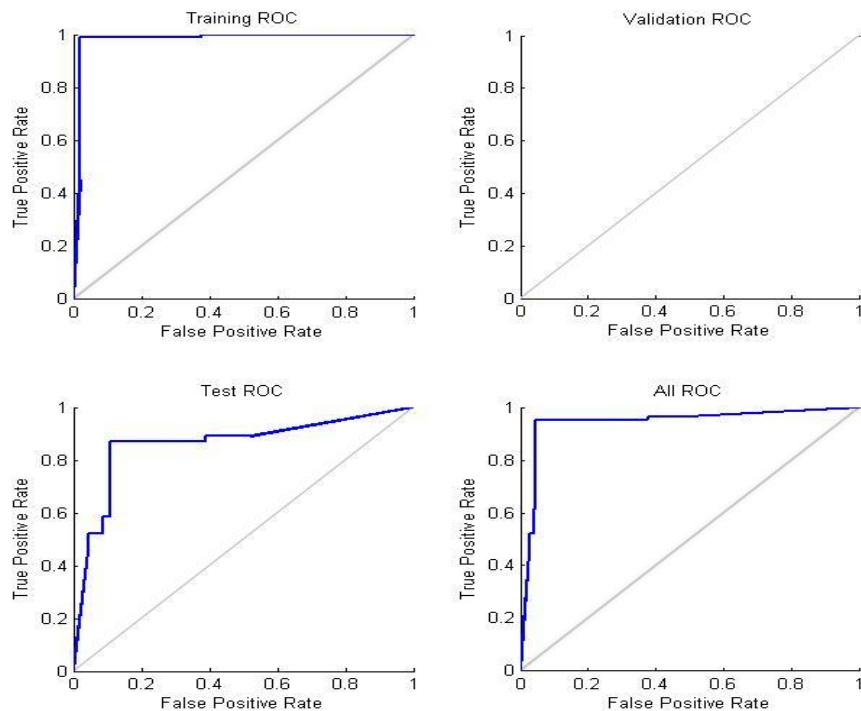 Training ROC
1
0.8
0.6
0.4
0.2
0
True Positive Rate
0 0.2 0.4 0.6 0.8 1
False Positive Rate
Validation ROC
1
0.8
0.6
0.4
0.2
0
True Positive Rate
0 0.2 0.4 0.6 0.8 1
False Positive Rate
Test ROC
1
0.8
0.6
0.4
0.2
0
True Positive Rate
0 0.2 0.4 0.6 0.8 1
False Positive Rate
All ROC
1
0.8
0.6
0.4
0.2
0
True Positive Rate
0 0.2 0.4 0.6 0.8 1
False Positive Rate